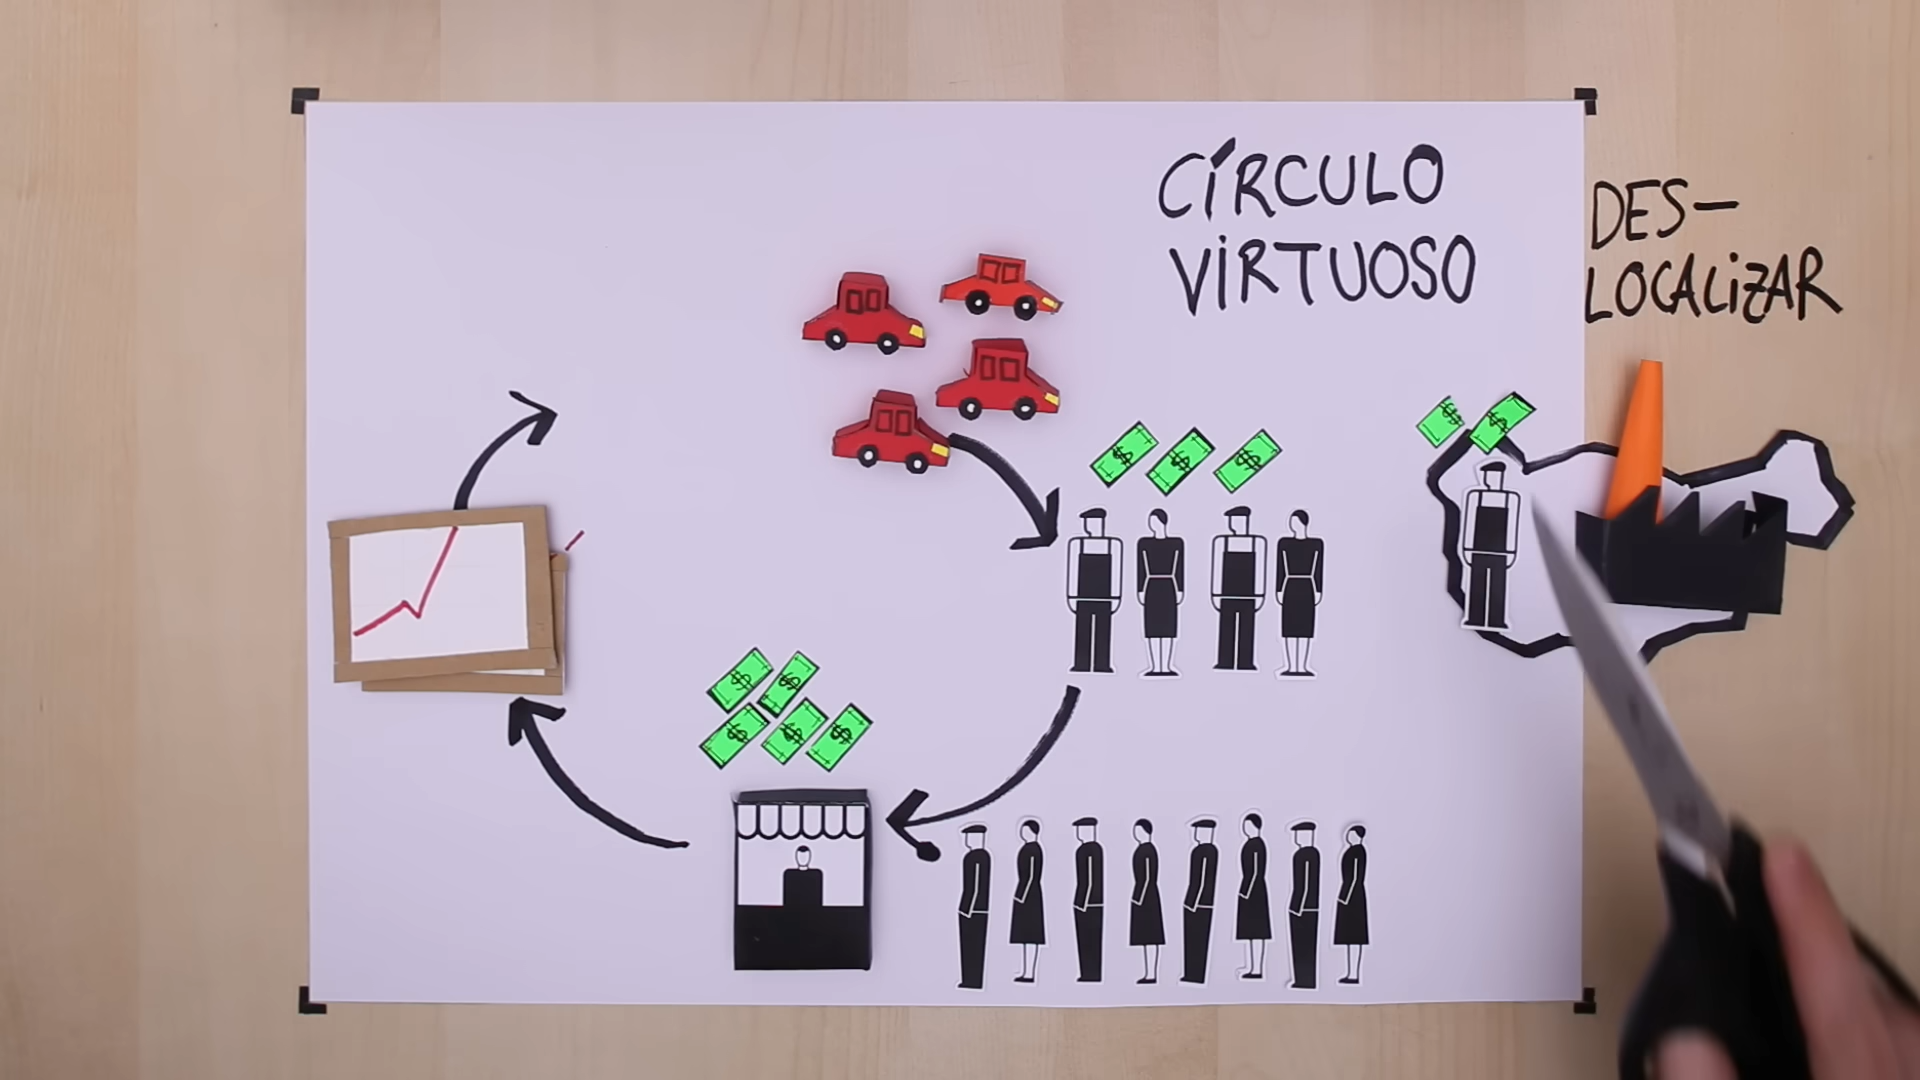 CÍRCULO
VIRTUOSO
DES-
LOCALIZAR
$ $ $ $ $
$ $ $ $ $